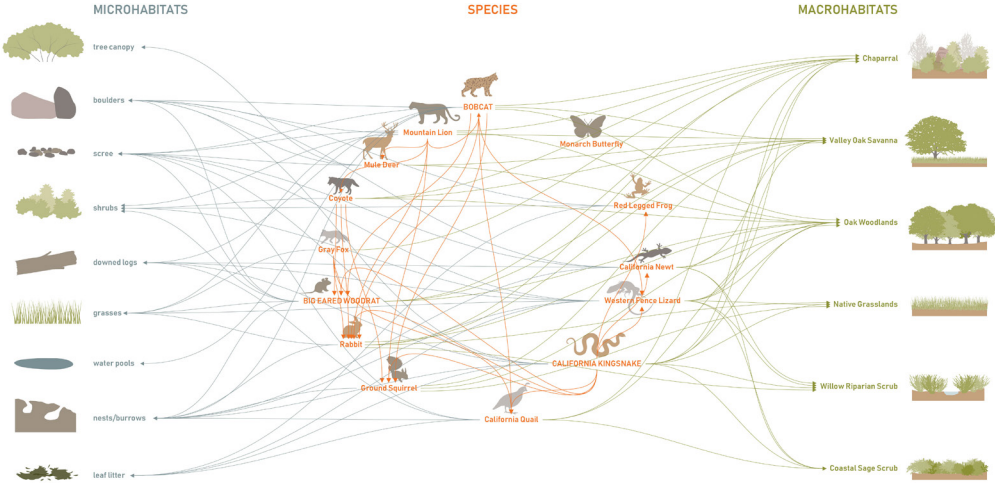 MICROHABITATS
SPECIES
MACROHABITATS
tree canopy
boulders
scree
shrubs
downed logs
grasses
water pools
nests/burrows
leaf litter
BOBCAT
Mountain Lion
Monarch Butterfly
Mule Deer
Coyote
Red Legged Frog
Gray Fox
California Newt
BIG EARED WOODRAT
Western Fence Lizard
Rabbit
CALIFORNIA KINGSNAKE
Ground Squirrel
California Quail
Chaparral
Valley Oak Savanna
Oak Woodlands
Native Grasslands
Willow Riparian Scrub
Coastal Sage Scrub